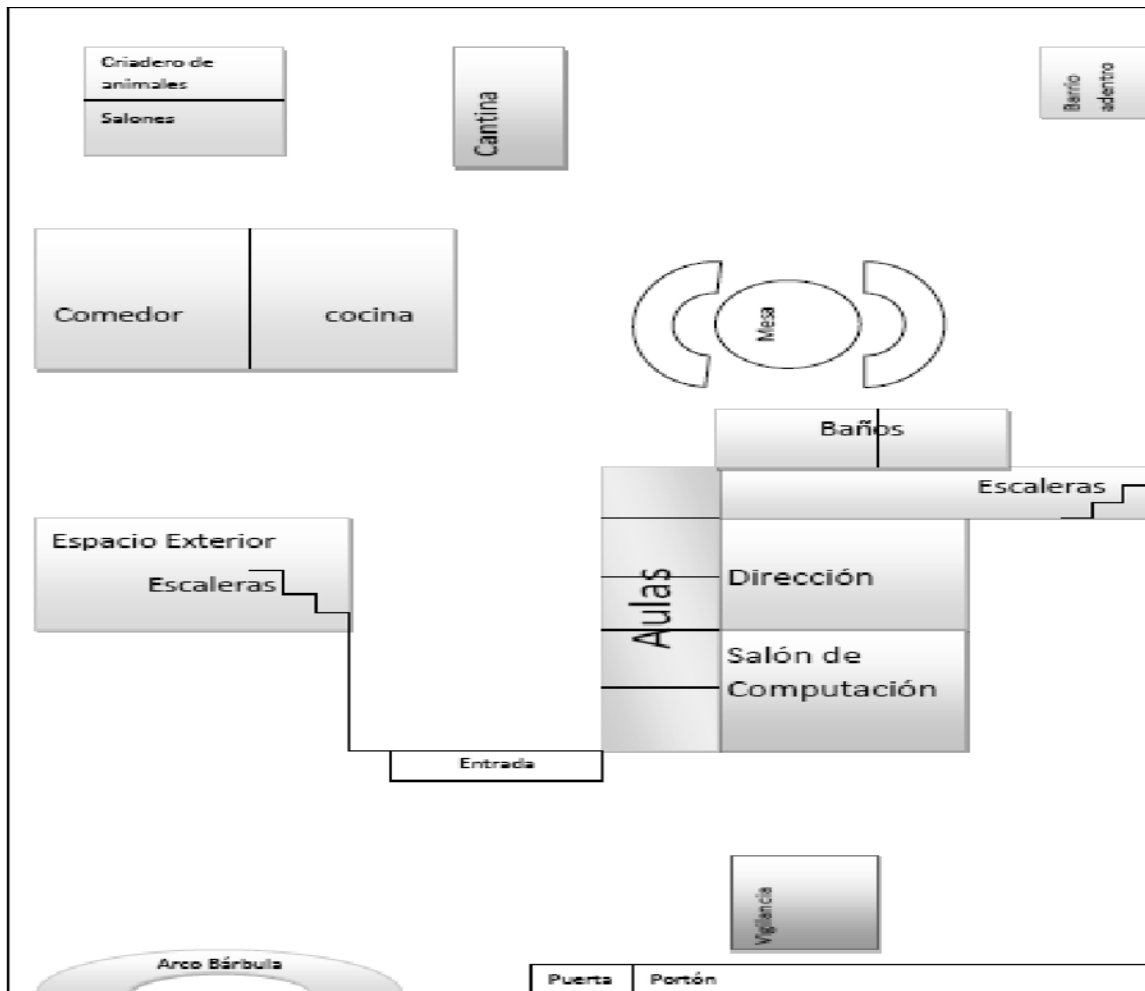 Criadero de
animales
Salones
Cantina
Barrio
adentro
Comedor
cocina
Mesa
Baños
Escaleras
Espacio Exterior
Escaleras
Aulas
Dirección
Salón de
Computación
Entrada
Vigilancia
Arco Bárbula
Puerta
Portón